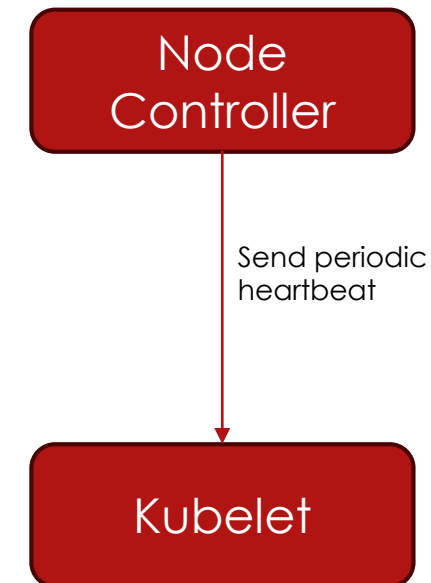 Node
Controller
Send periodic
heartbeat
Kubelet